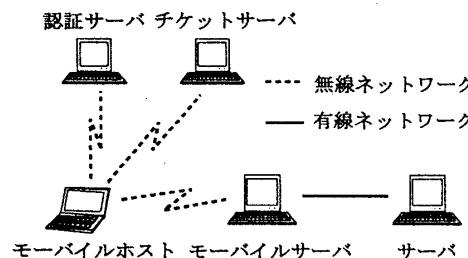 認証サーバ チケットサーバ
無線ネットワーク
有線ネットワーク
モーバイルホスト モーバイルサーバ サーバ